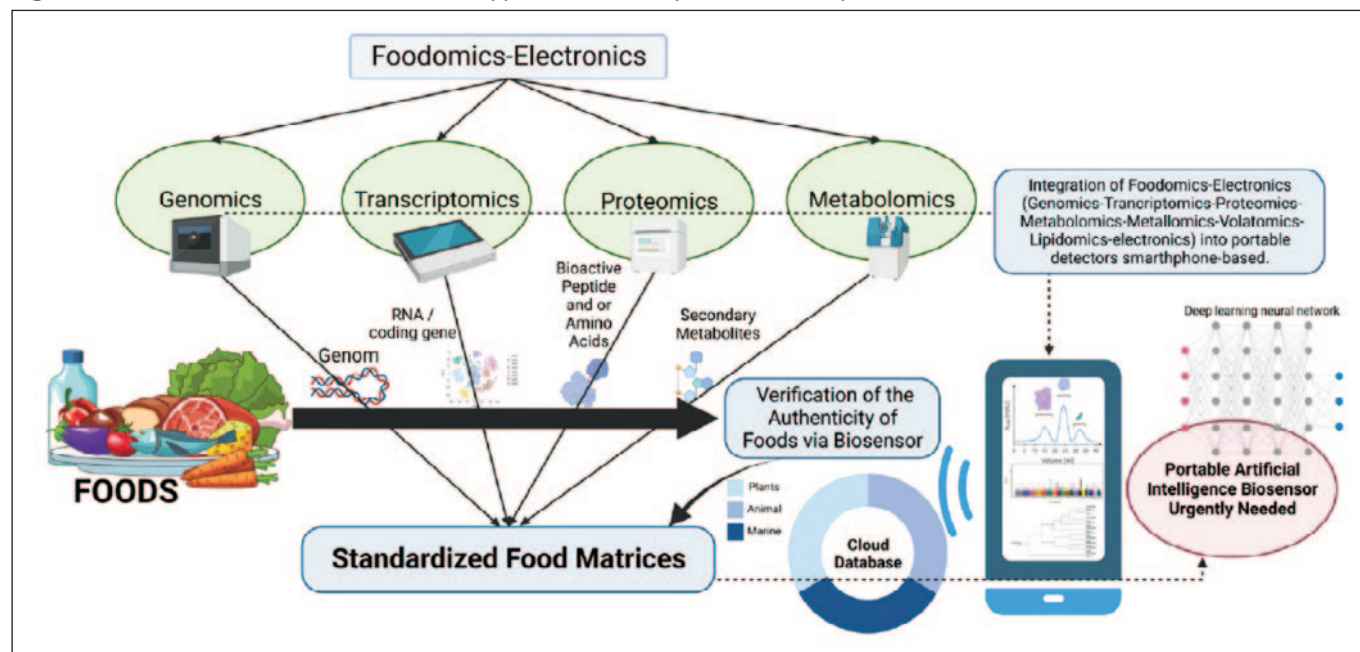 Foodomics-Electronics
Genomics
Transcriptomics
Proteomics
Metabolomics
Integration of Foodomics-Electronics
(Genomics-Trancriptomics-Proteomics-
Metabolomics-Metallomics-Volatomics-
Lipidomics-electronics) into portable
detectors smarthphone-based.
Bioactive
Peptide
and or
Amino
Acids
RNA /
coding gene
Secondary
Metabolites
Genom
Deep learning neural network
FOODS
Verification of the
Authenticity of
Foods via Biosensor
Plants
Animal
Marine
Cloud
Database
Volume (ml)
Portable Artificial
Intelligence Biosensor
Urgently Needed
Standardized Food Matrices